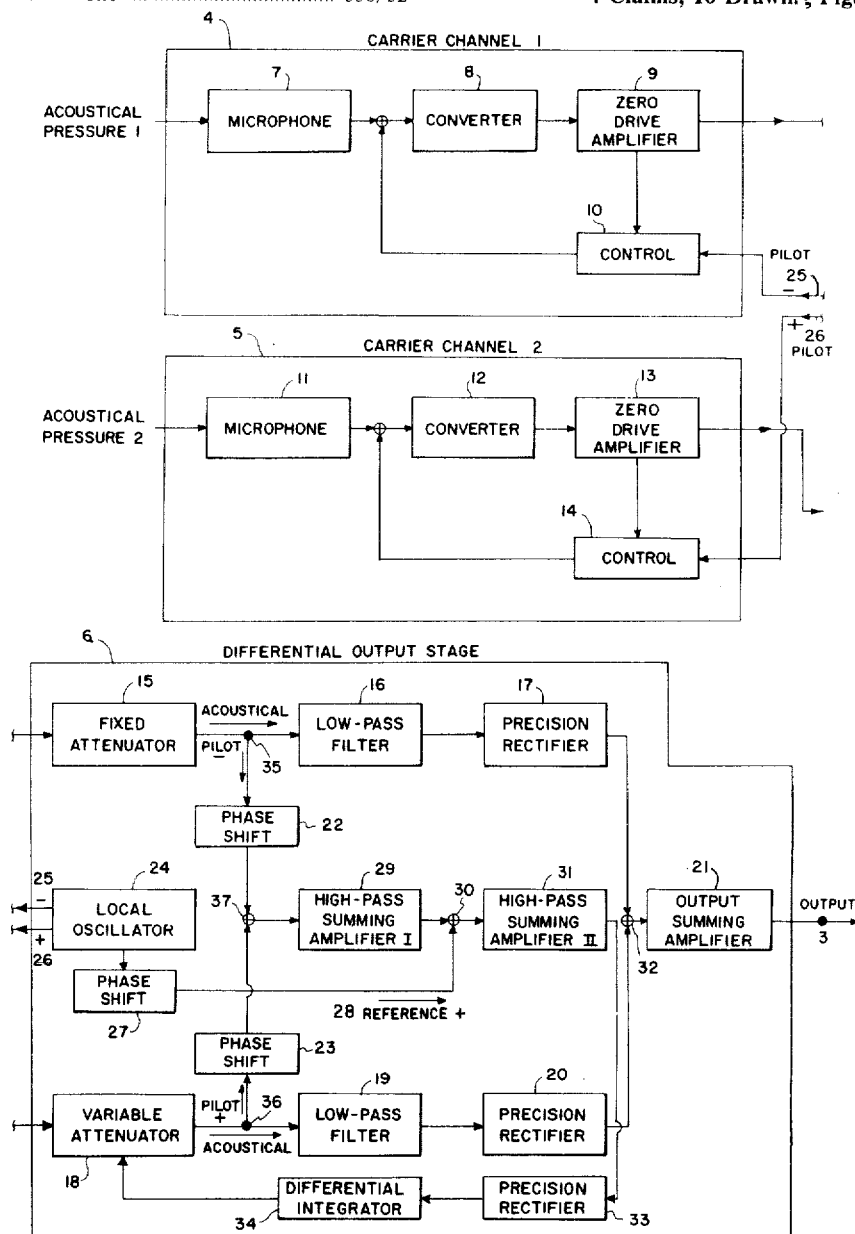 4
CARRIER CHANNEL 1
7
8
9
ACOUSTICAL
PRESSURE 1
MICROPHONE
CONVERTER
ZERO
DRIVE
AMPLIFIER
10
CONTROL
PILOT
25
−
+
26
PILOT
5
CARRIER CHANNEL 2
11
12
13
ACOUSTICAL
PRESSURE 2
MICROPHONE
CONVERTER
ZERO
DRIVE
AMPLIFIER
14
CONTROL
6
DIFFERENTIAL OUTPUT STAGE
15
16
17
FIXED
ATTENUATOR
ACOUSTICAL
PILOT
−
35
LOW-PASS
FILTER
PRECISION
RECTIFIER
PHASE
SHIFT
22
24
25
−
+
26
LOCAL
OSCILLATOR
37
29
HIGH-PASS
SUMMING
AMPLIFIER I
30
31
HIGH-PASS
SUMMING
AMPLIFIER II
32
21
OUTPUT
SUMMING
AMPLIFIER
OUTPUT
3
PHASE
SHIFT
27
28 REFERENCE +
PHASE
SHIFT
23
VARIABLE
ATTENUATOR
18
PILOT
+
36
ACOUSTICAL
19
LOW-PASS
FILTER
20
PRECISION
RECTIFIER
DIFFERENTIAL
INTEGRATOR
34
PRECISION
RECTIFIER
33